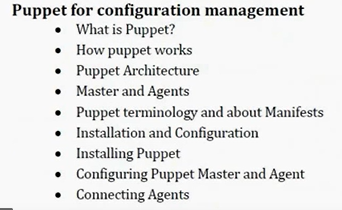 Puppet for configuration management
• What is Puppet?
• How puppet works
• Puppet Architecture
• Master and Agents
• Puppet terminology and about Manifests
• Installation and Configuration
• Installing Puppet
• Configuring Puppet Master and Agent
• Connecting Agents